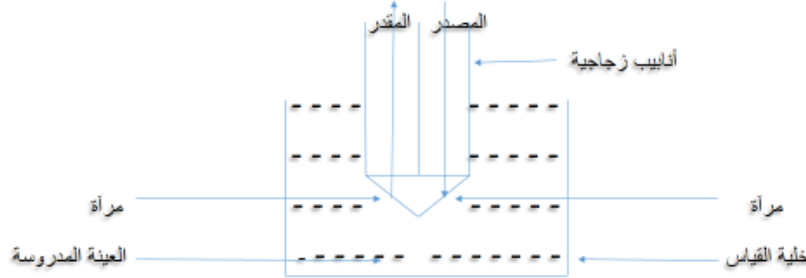 المصدر
المقدر
أنابيب زجاجية
مرآة
مرآة
خلية القياس
العينة المدروسة